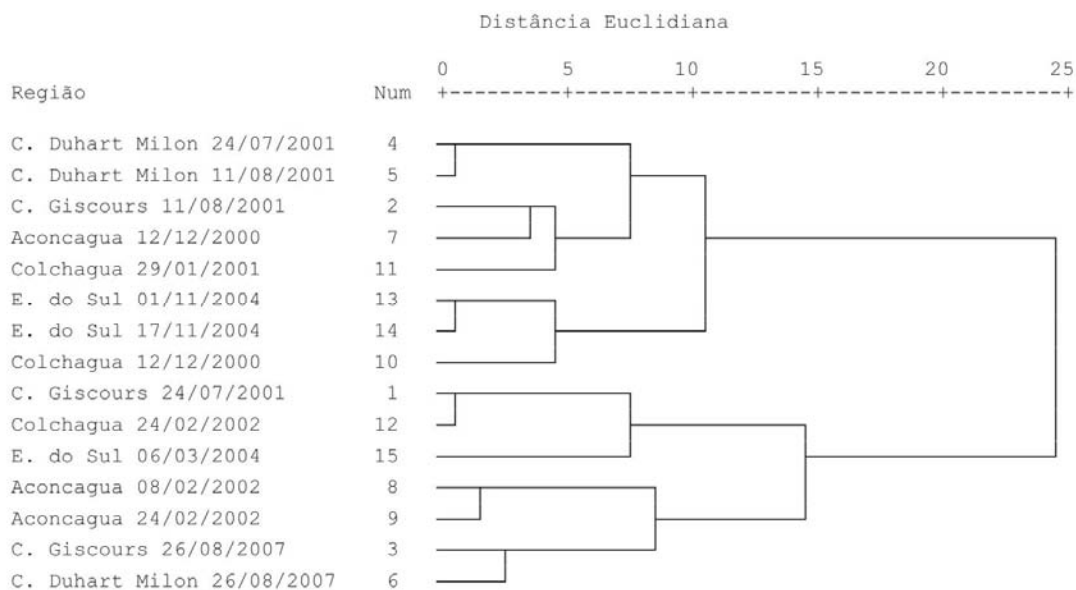 Distância Euclidiana
0 5 10 15 20 25
Região Num +---------+---------+---------+---------+---------+
C. Duhart Milon 24/07/2001 4
C. Duhart Milon 11/08/2001 5
C. Giscours 11/08/2001 2
Aconcagua 12/12/2000 7
Colchagua 29/01/2001 11
E. do Sul 01/11/2004 13
E. do Sul 17/11/2004 14
Colchagua 12/12/2000 10
C. Giscours 24/07/2001 1
Colchagua 24/02/2002 12
E. do Sul 06/03/2004 15
Aconcagua 08/02/2002 8
Aconcagua 24/02/2002 9
C. Giscours 26/08/2007 3
C. Duhart Milon 26/08/2007 6